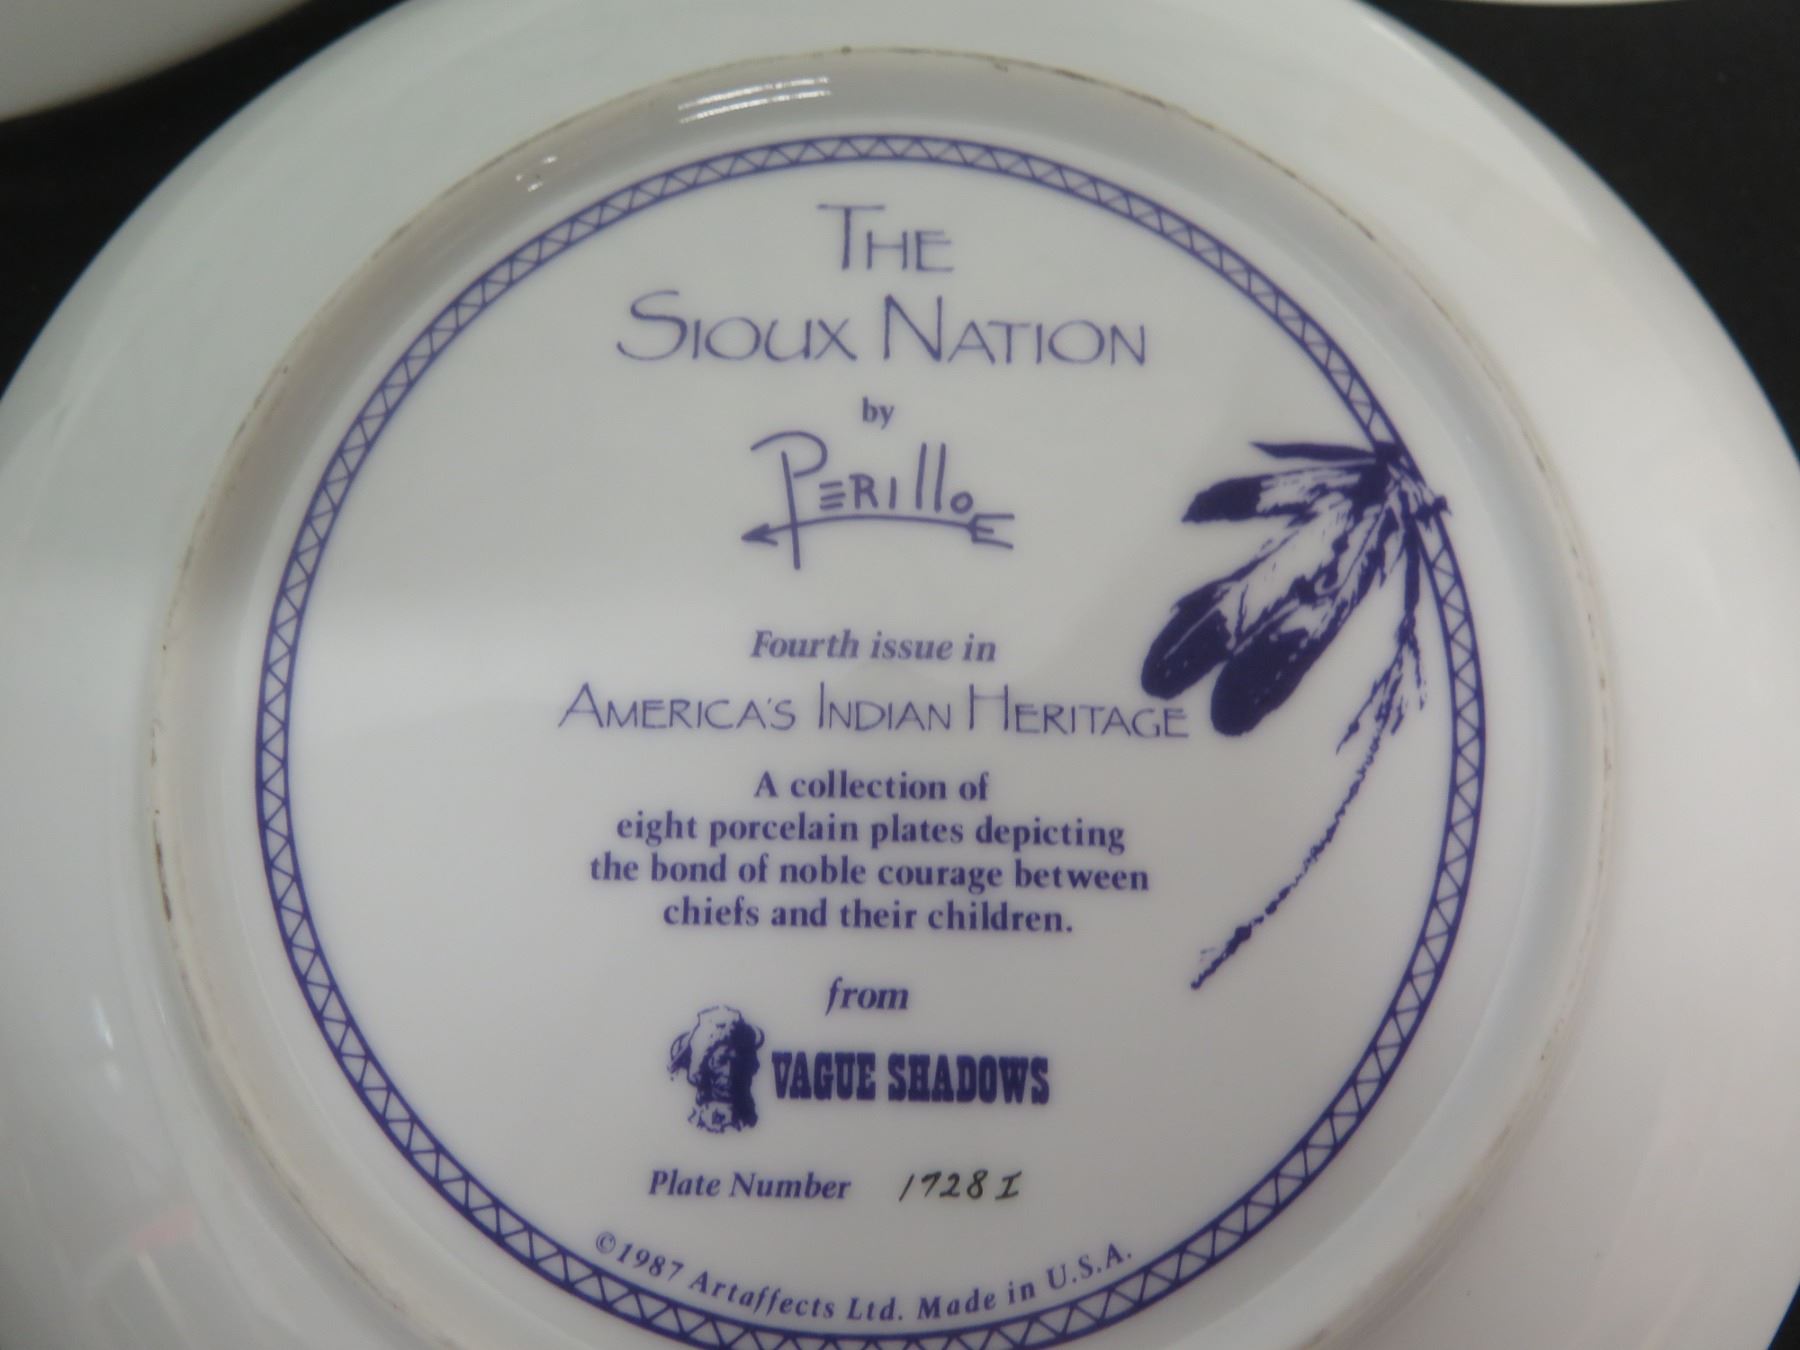 THE
SIOUX NATION
by
PERILLO
Fourth issue in
AMERICA'S INDIAN HERITAGE
A collection of
eight porcelain plates depicting
the bond of noble courage between
chiefs and their children.
from
VAGUE SHADOWS
Plate Number 1728 I
©1987 Artaffects Ltd. Made in U.S.A.